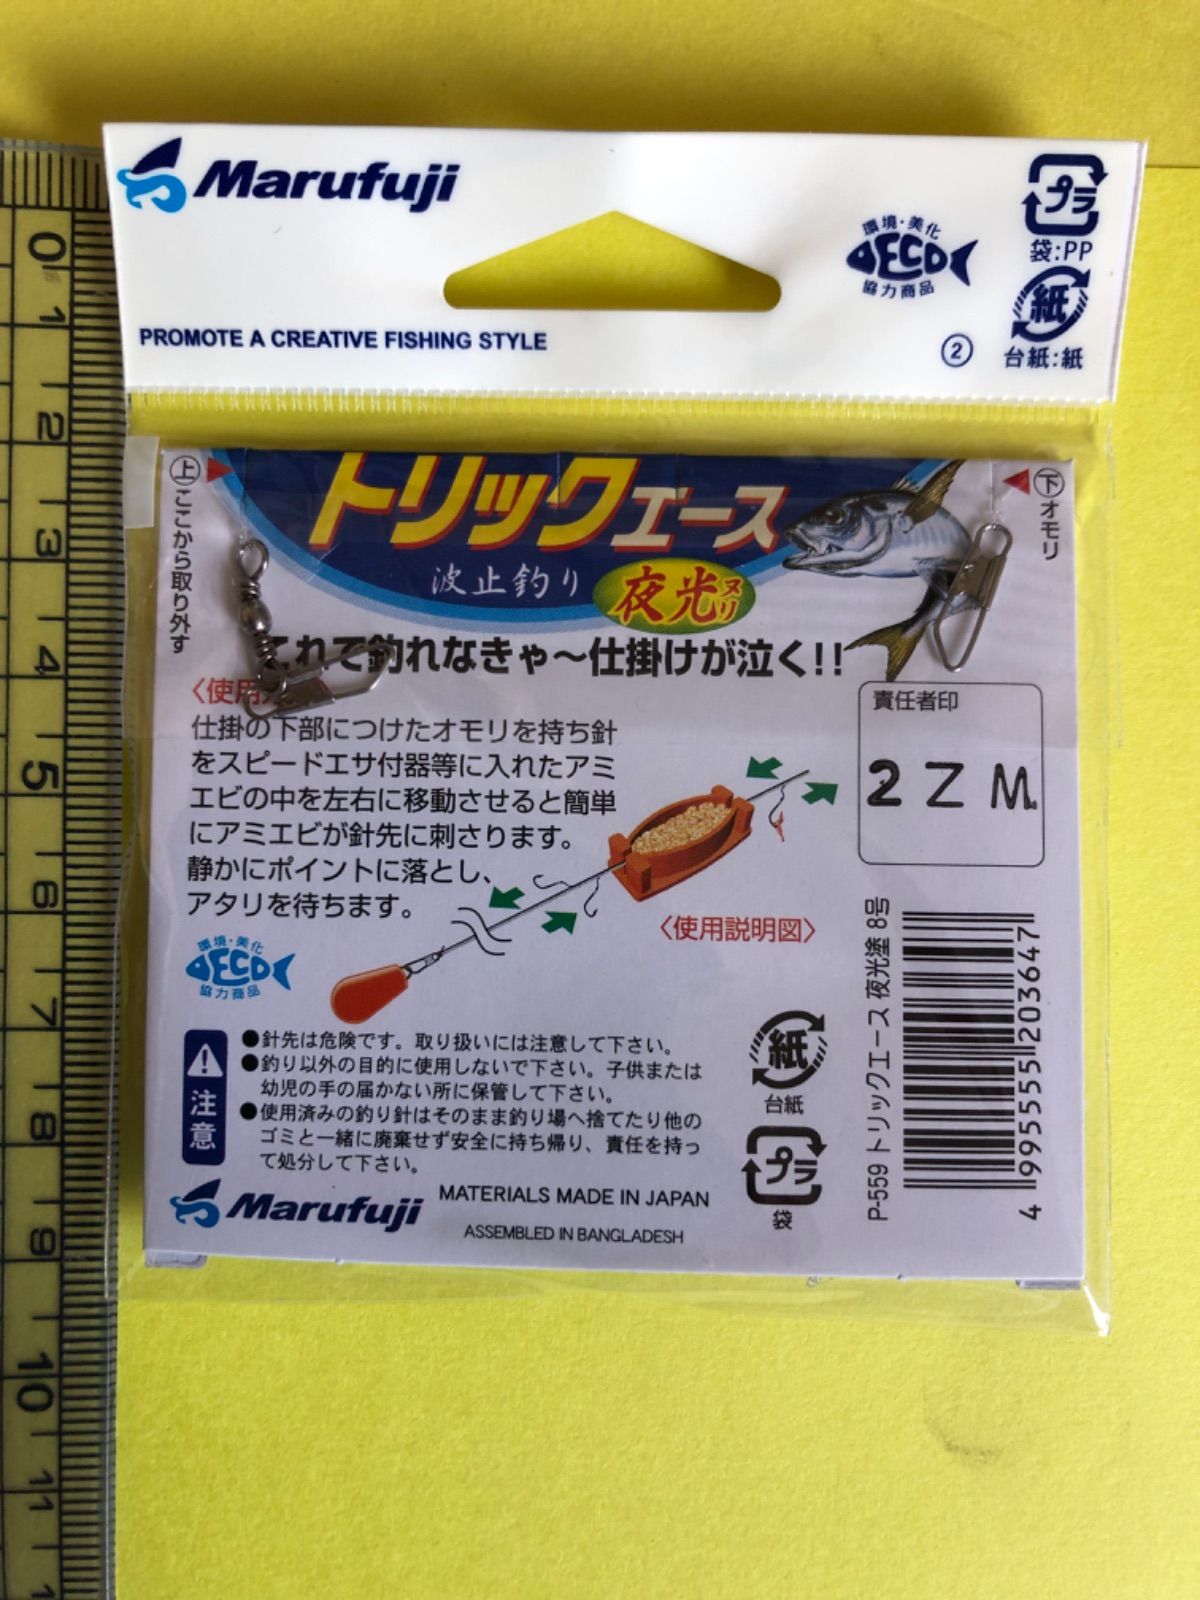 Marufuji
PROMOTE A CREATIVE FISHING STYLE
環境・美化
ECO
協力商品
②
プラ
袋:PP
紙
台紙:紙
上 ここから取り外す
トリックエース
波止釣り 夜光ヌリ
下 オモリ
これで釣れなきゃ〜仕掛けが泣く!!
仕掛の下部につけたオモリを持ち針
をスピードエサ付器等に入れたアミ
エビの中を左右に移動させると簡単
にアミエビが針先に刺さります。
静かにポイントに落とし、
アタリを待ちます。
〈使用説明図〉
責任者印
2 Z M.
環境・美化
ECO
協力商品
注意
●針先は危険です。取り扱いには注意して下さい。
●釣り以外の目的に使用しないで下さい。子供または
幼児の手の届かない所に保管して下さい。
●使用済みの釣り針はそのまま釣り場へ捨てたり他の
ゴミと一緒に廃棄せず安全に持ち帰り、責任を持っ
て処分して下さい。
Marufuji
MATERIALS MADE IN JAPAN
ASSEMBLED IN BANGLADESH
紙
台紙
プラ
袋
P-559 トリックエース 夜光塗 8号
4 995555 203647
0 1 2 3 4 5 6 7 8 9 10 11